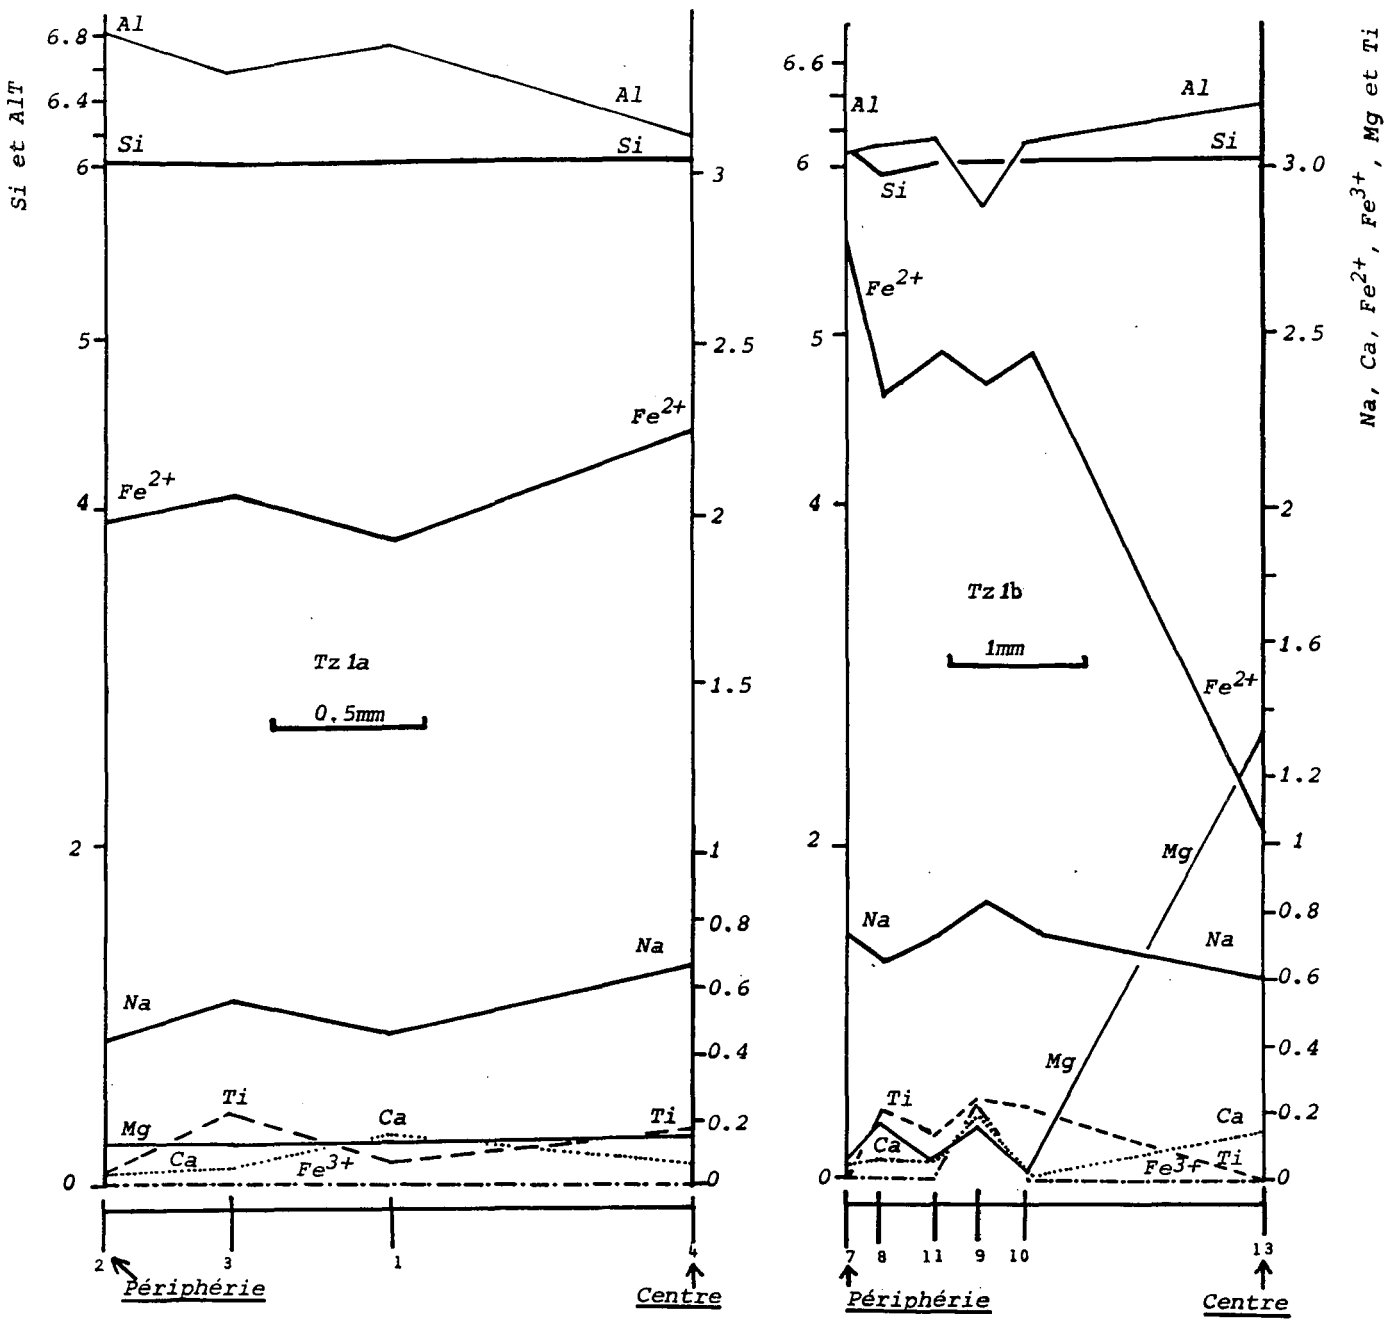 Si et AlT
6.8
6.4
6
5
4
2
0
Al
Al
Si
Si
Fe2+
Fe2+
Tz 1a
0.5mm
Na
Na
Ti
Ca
Ti
Mg
Ca
Fe3+
3
2.5
2
1.5
1
0.8
0.6
0.4
0.2
0
2
3
1
4
Périphérie
Centre
6.6
6
5
4
2
0
Al
Al
Si
Si
Fe2+
Tz 1b
1mm
Fe2+
Mg
Na
Na
Mg
Ti
Ca
Ca
Fe3+
Ti
3.0
2.5
2
1.6
1.2
1
0.8
0.6
0.4
0.2
0
7
8
11
9
10
13
Périphérie
Centre
Na, Ca, Fe2+, Fe3+, Mg et Ti